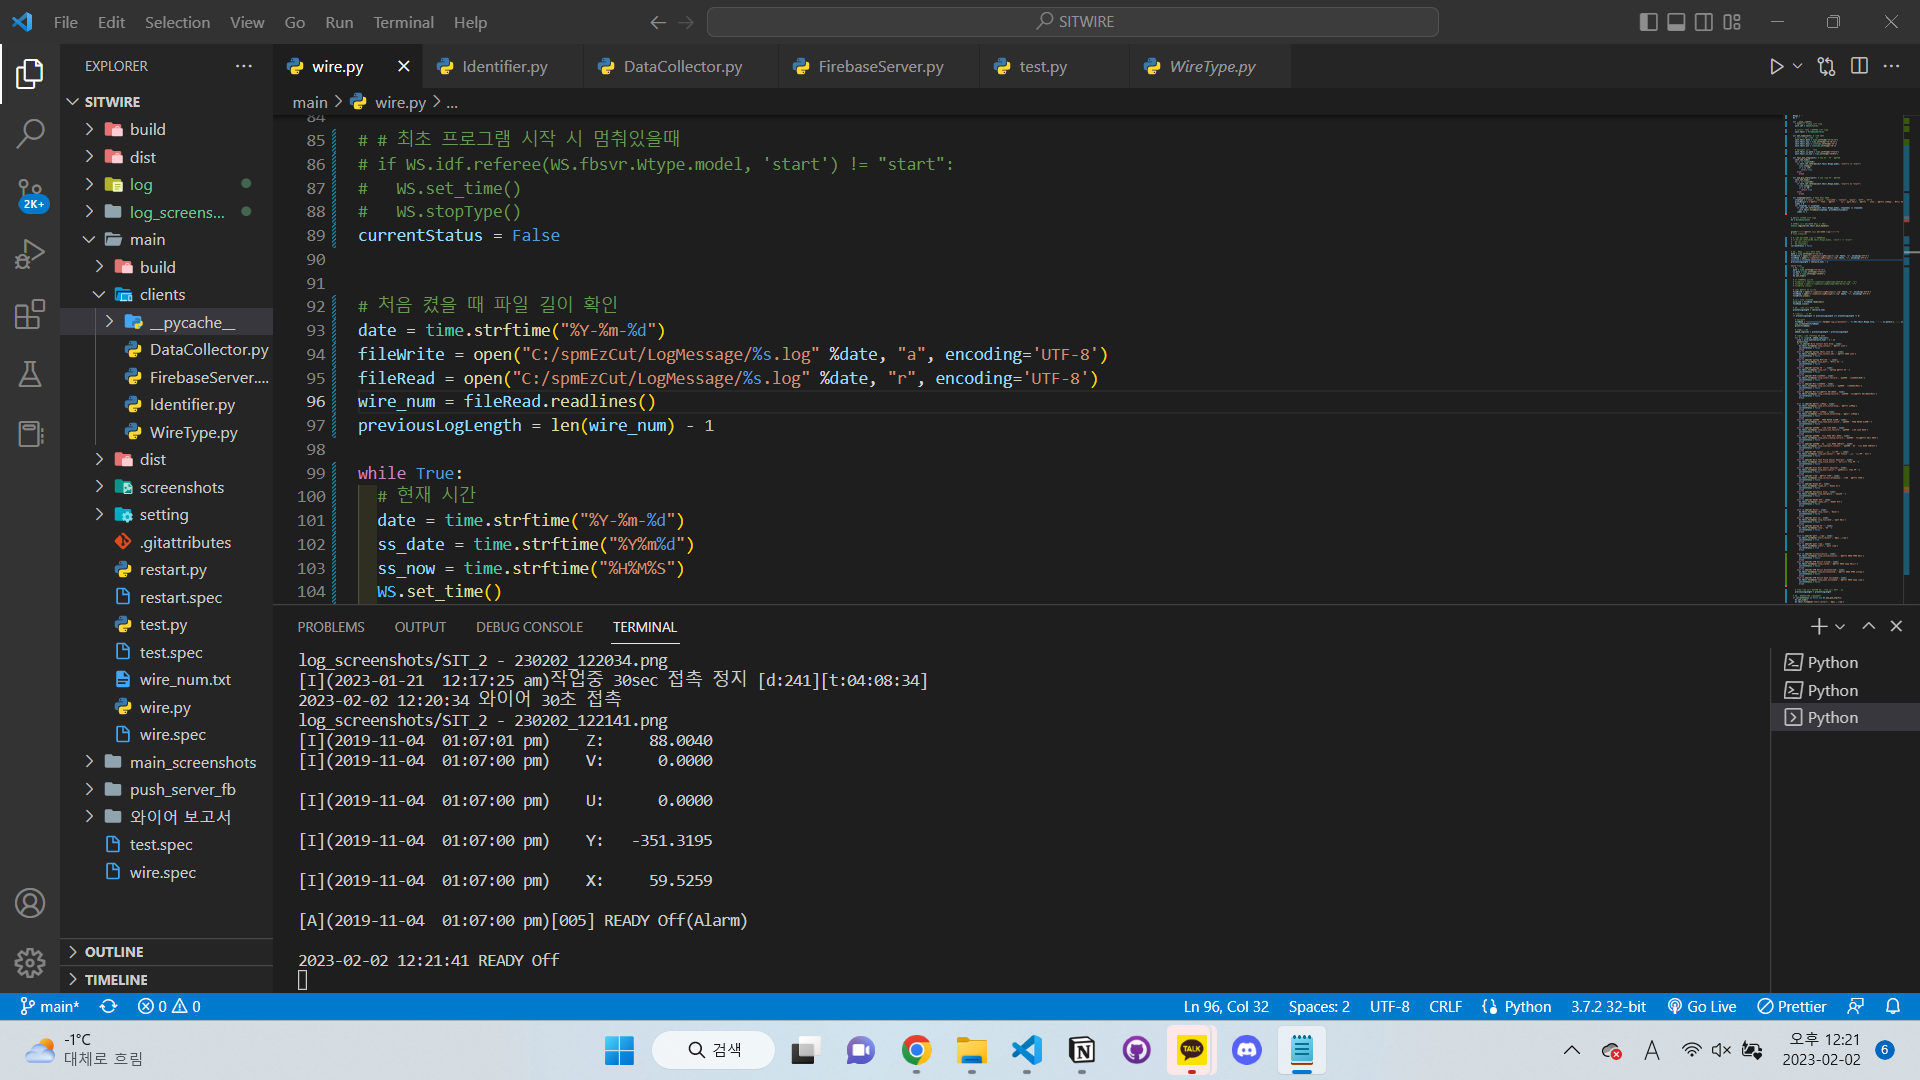 File Edit Selection View Go Run Terminal Help
SITWIRE
EXPLORER
SITWIRE
build
dist
log
log_screens...
main
build
clients
__pycache__
DataCollector.py
FirebaseServer....
Identifier.py
WireType.py
dist
screenshots
setting
.gitattributes
restart.py
restart.spec
test.py
test.spec
wire_num.txt
wire.py
wire.spec
main_screenshots
push_server_fb
와이어 보고서
test.spec
wire.spec
OUTLINE
TIMELINE
2K+
wire.py Identifier.py DataCollector.py FirebaseServer.py test.py WireType.py
main > wire.py > ...
84
85 # # 최초 프로그램 시작 시 멈춰있을때
86 # if WS.idf.referee(WS.fbsvr.Wtype.model, 'start') != "start":
87 #   WS.set_time()
88 #   WS.stopType()
89 currentStatus = False
90
91
92 # 처음 켰을 때 파일 길이 확인
93 date = time.strftime("%Y-%m-%d")
94 fileWrite = open("C:/spmEzCut/LogMessage/%s.log" %date, "a", encoding='UTF-8')
95 fileRead = open("C:/spmEzCut/LogMessage/%s.log" %date, "r", encoding='UTF-8')
96 wire_num = fileRead.readlines()
97 previousLogLength = len(wire_num) - 1
98
99 while True:
100   # 현재 시간
101   date = time.strftime("%Y-%m-%d")
102   ss_date = time.strftime("%Y%m%d")
103   ss_now = time.strftime("%H%M%S")
104   WS.set_time()
PROBLEMS OUTPUT DEBUG CONSOLE TERMINAL
log_screenshots/SIT_2 - 230202_122034.png
[I](2023-01-21  12:17:25 am)작업중 30sec 접촉 정지 [d:241][t:04:08:34]
2023-02-02 12:20:34 와이어 30초 접촉
log_screenshots/SIT_2 - 230202_122141.png
[I](2019-11-04  01:07:01 pm)    Z:     88.0040
[I](2019-11-04  01:07:00 pm)    V:      0.0000
[I](2019-11-04  01:07:00 pm)    U:      0.0000
[I](2019-11-04  01:07:00 pm)    Y:   -351.3195
[I](2019-11-04  01:07:00 pm)    X:     59.5259
[A](2019-11-04  01:07:00 pm)[005] READY Off(Alarm)
2023-02-02 12:21:41 READY Off
Python
Python
Python
main* 0 0 Ln 96, Col 32 Spaces: 2 UTF-8 CRLF Python 3.7.2 32-bit Go Live Prettier
-1°C
대체로 흐림
검색
TALK
A
오후 12:21
2023-02-02
6